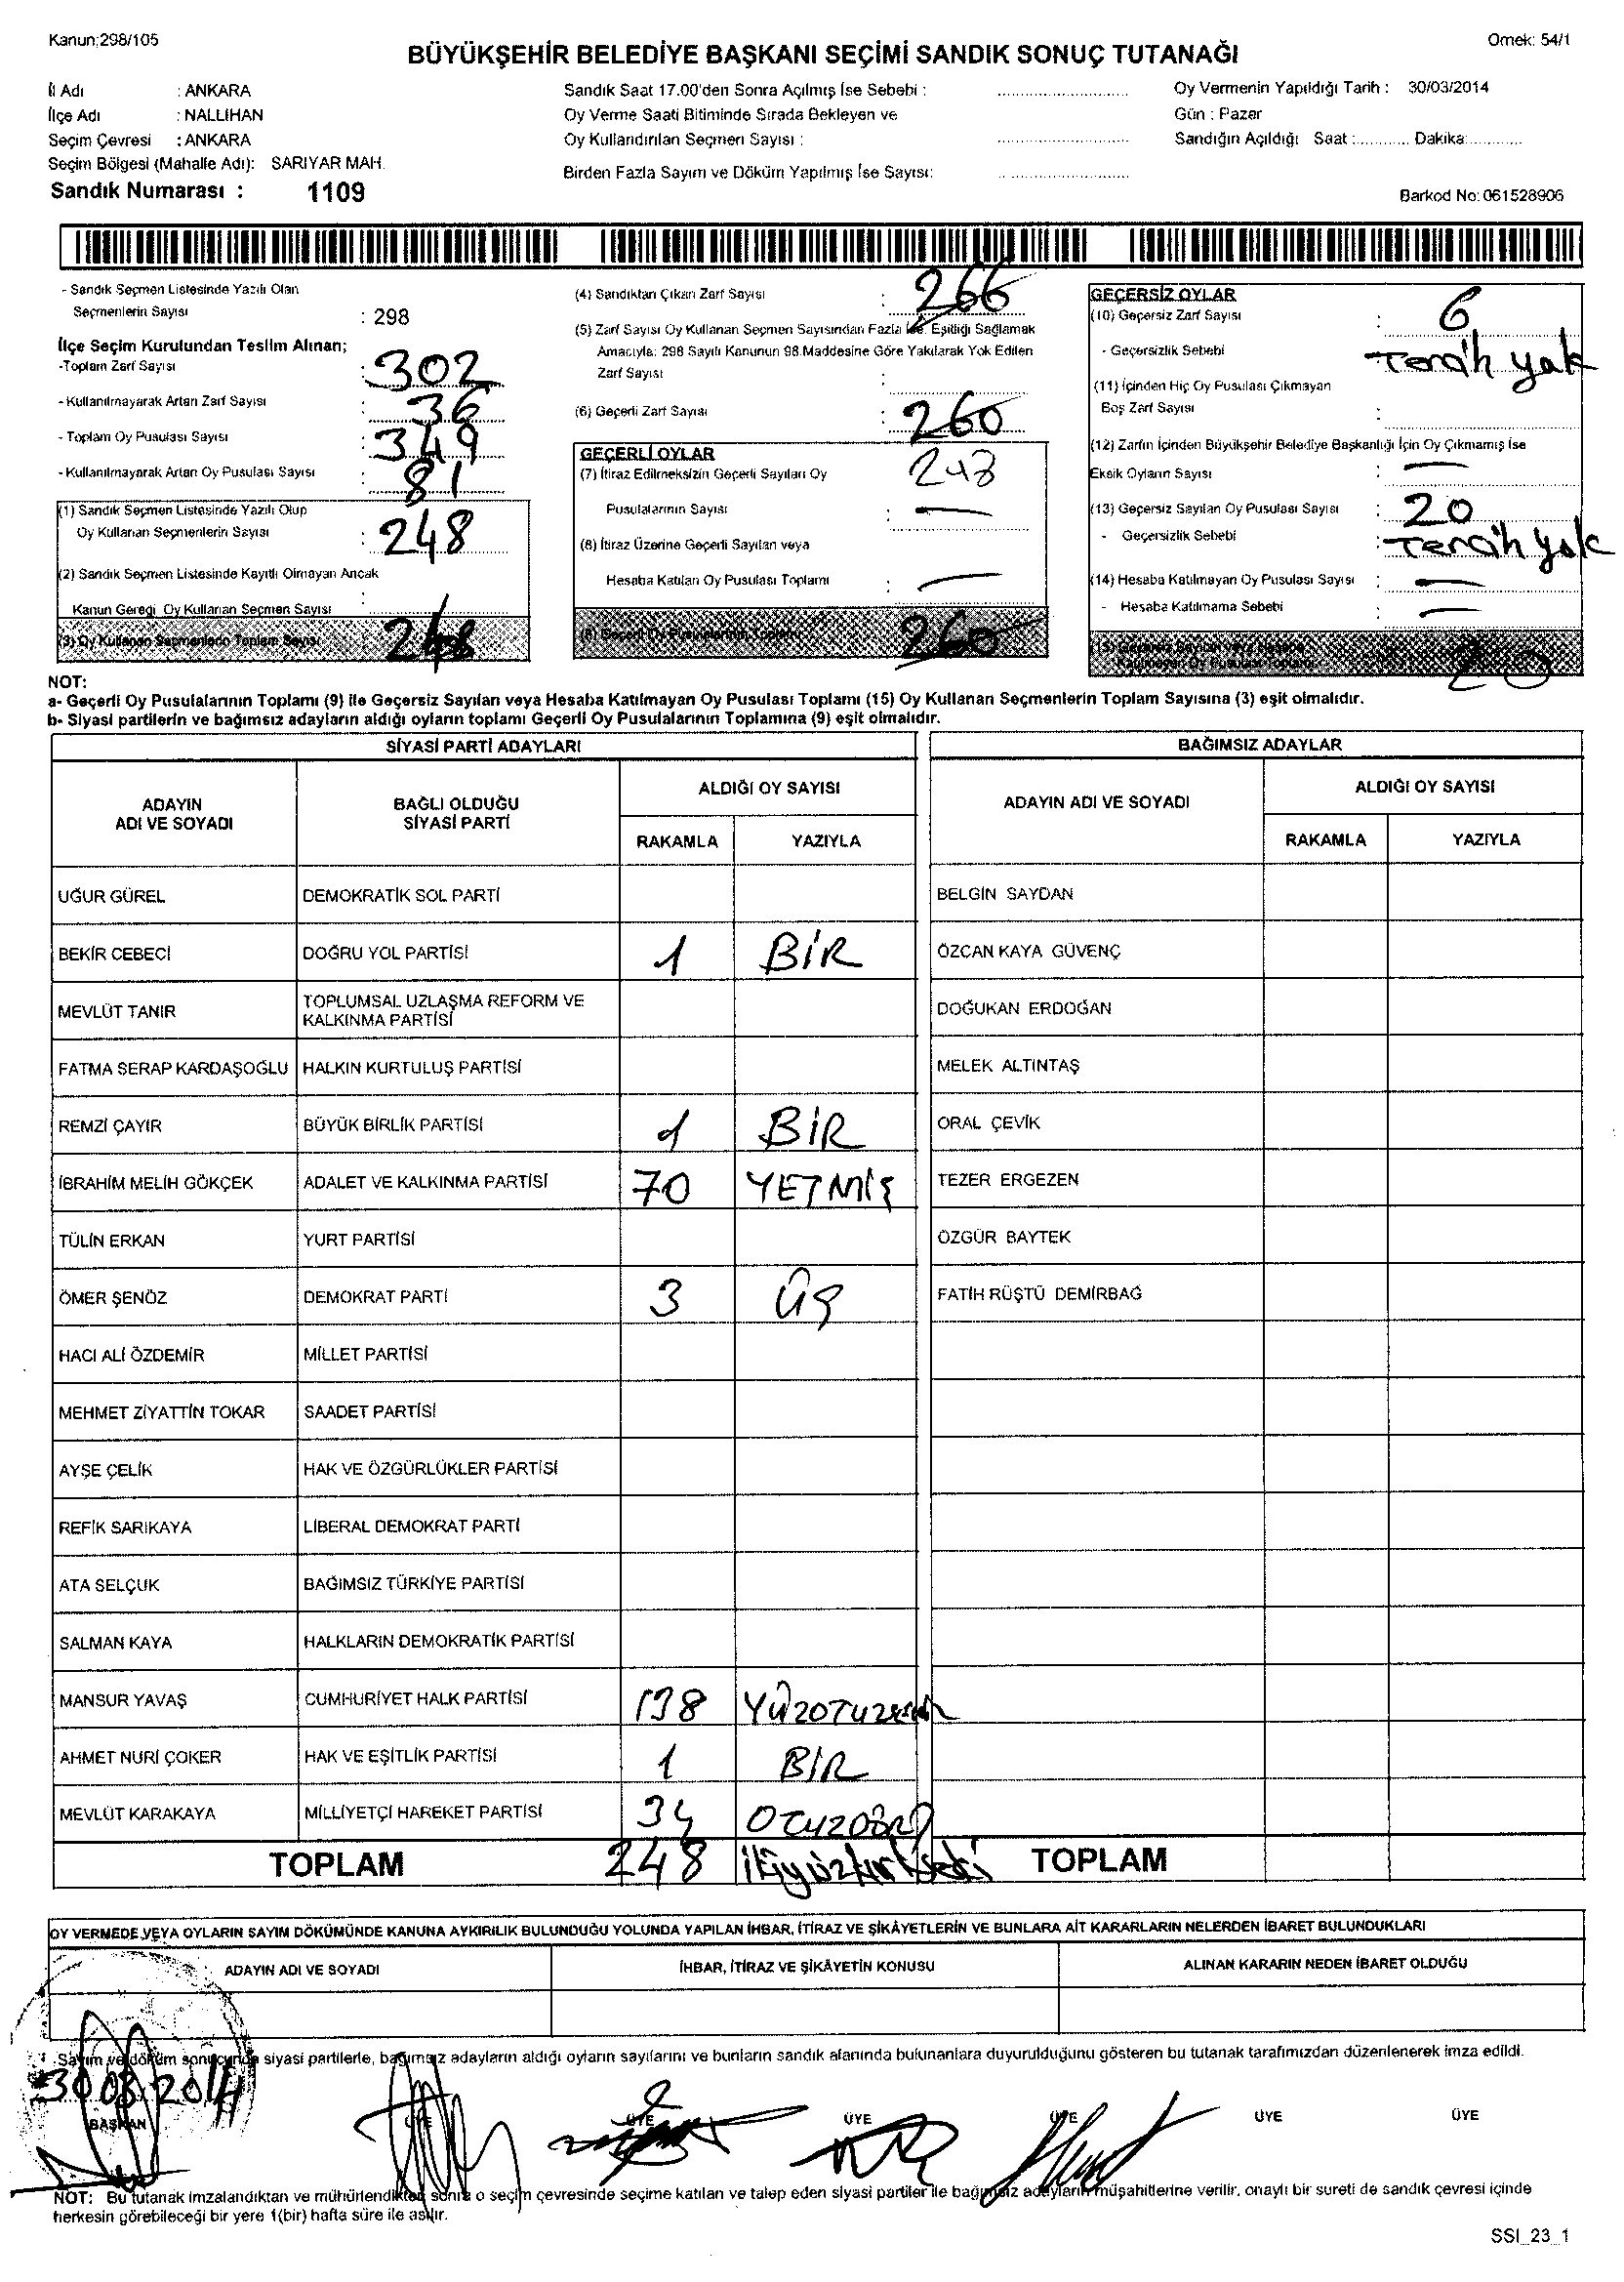 Kanun:298/105
Örnek: 54/1
BÜYÜKŞEHİR BELEDİYE BAŞKANI SEÇİMİ SANDIK SONUÇ TUTANAĞI
İl Adı : ANKARA
İlçe Adı : NALLIHAN
Seçim Çevresi : ANKARA
Seçim Bölgesi (Mahalle Adı): SARIYAR MAH.
Sandık Numarası : 1109
Sandık Saat 17.00'den Sonra Açılmış İse Sebebi :
Oy Verme Saati Bitiminde Sırada Bekleyen ve
Oy Kullandırılan Seçmen Sayısı :
Birden Fazla Sayım ve Döküm Yapılmış İse Sayısı:
Oy Vermenin Yapıldığı Tarih : 30/03/2014
Gün : Pazar
Sandığın Açıldığı Saat :............ Dakika:............
Barkod No: 061528906
- Sandık Seçmen Listesinde Yazılı Olan
Seçmenlerin Sayısı : 298
İlçe Seçim Kurulundan Teslim Alınan;
-Toplam Zarf Sayısı : 302
- Kullanılmayarak Artan Zarf Sayısı : 36
- Toplam Oy Pusulası Sayısı : 349
- Kullanılmayarak Artan Oy Pusulası Sayısı : 81
(1) Sandık Seçmen Listesinde Yazılı Olup
Oy Kullanan Seçmenlerin Sayısı : 248
(2) Sandık Seçmen Listesinde Kayıtlı Olmayan Ancak
Kanun Gereği Oy Kullanan Seçmen Sayısı :
(3) Oy Kullanan Seçmenlerin Toplam Sayısı 248
(4) Sandıktan Çıkan Zarf Sayısı : 266
(5) Zarf Sayısı Oy Kullanan Seçmen Sayısından Fazla İse. Eşitliği Sağlamak
Amacıyla: 298 Sayılı Kanunun 98.Maddesine Göre Yakılarak Yok Edilen
Zarf Sayısı :
(6) Geçerli Zarf Sayısı : 260
GEÇERLİ OYLAR
(7) İtiraz Edilmeksizin Geçerli Sayılan Oy 248
Pusulalarının Sayısı : —
(8) İtiraz Üzerine Geçerli Sayılan veya
Hesaba Katılan Oy Pusulası Toplamı : —
(9) Geçerli Oy Pusulalarının Toplamı 260
GEÇERSİZ OYLAR
(10) Geçersiz Zarf Sayısı : 6
- Geçersizlik Sebebi Tercih yok
(11) İçinden Hiç Oy Pusulası Çıkmayan
Boş Zarf Sayısı :
(12) Zarfın İçinden Büyükşehir Belediye Başkanlığı İçin Oy Çıkmamış İse
Eksik Oyların Sayısı : —
(13) Geçersiz Sayılan Oy Pusulası Sayısı : 20
- Geçersizlik Sebebi : Tercih yok
(14) Hesaba Katılmayan Oy Pusulası Sayısı : —
- Hesaba Katılmama Sebebi : —
(15) Geçersiz Sayılan veya Hesaba
Katılmayan Oy Pusulası Toplamı 20
NOT:
a- Geçerli Oy Pusulalarının Toplamı (9) ile Geçersiz Sayılan veya Hesaba Katılmayan Oy Pusulası Toplamı (15) Oy Kullanan Seçmenlerin Toplam Sayısına (3) eşit olmalıdır.
b- Siyasi partilerin ve bağımsız adayların aldığı oyların toplamı Geçerli Oy Pusulalarının Toplamına (9) eşit olmalıdır.
SİYASİ PARTİ ADAYLARI
ADAYIN ADI VE SOYADI
BAĞLI OLDUĞU SİYASİ PARTİ
ALDIĞI OY SAYISI
RAKAMLA YAZIYLA
UĞUR GÜREL DEMOKRATİK SOL PARTİ
BEKİR CEBECİ DOĞRU YOL PARTİSİ 1 BİR
MEVLÜT TANIR TOPLUMSAL UZLAŞMA REFORM VE KALKINMA PARTİSİ
FATMA SERAP KARDAŞOĞLU HALKIN KURTULUŞ PARTİSİ
REMZİ ÇAYIR BÜYÜK BİRLİK PARTİSİ 1 BİR
İBRAHİM MELİH GÖKÇEK ADALET VE KALKINMA PARTİSİ 70 YETMİŞ
TÜLİN ERKAN YURT PARTİSİ
ÖMER ŞENÖZ DEMOKRAT PARTİ 3 ÜÇ
HACI ALİ ÖZDEMİR MİLLET PARTİSİ
MEHMET ZİYATTİN TOKAR SAADET PARTİSİ
AYŞE ÇELİK HAK VE ÖZGÜRLÜKLER PARTİSİ
REFİK SARIKAYA LİBERAL DEMOKRAT PARTİ
ATA SELÇUK BAĞIMSIZ TÜRKİYE PARTİSİ
SALMAN KAYA HALKLARIN DEMOKRATİK PARTİSİ
MANSUR YAVAŞ CUMHURİYET HALK PARTİSİ 138
AHMET NURİ ÇOKER HAK VE EŞİTLİK PARTİSİ 1 BİR
MEVLÜT KARAKAYA MİLLİYETÇİ HAREKET PARTİSİ 34 OTUZDÖRT
TOPLAM 248
BAĞIMSIZ ADAYLAR
ADAYIN ADI VE SOYADI
ALDIĞI OY SAYISI
RAKAMLA YAZIYLA
BELGİN SAYDAN
ÖZCAN KAYA GÜVENÇ
DOĞUKAN ERDOĞAN
MELEK ALTINTAŞ
ORAL ÇEVİK
TEZER ERGEZEN
ÖZGÜR BAYTEK
FATİH RÜŞTÜ DEMİRBAĞ
TOPLAM
OY VERMEDE VEYA OYLARIN SAYIM DÖKÜMÜNDE KANUNA AYKIRILIK BULUNDUĞU YOLUNDA YAPILAN İHBAR, İTİRAZ VE ŞİKÂYETLERİN VE BUNLARA AİT KARARLARIN NELERDEN İBARET BULUNDUKLARI
ADAYIN ADI VE SOYADI
İHBAR, İTİRAZ VE ŞİKÂYETİN KONUSU
ALINAN KARARIN NEDEN İBARET OLDUĞU
Sayım ve döküm sonucunda siyasi partilerle, bağımsız adayların aldığı oyların sayılarını ve bunların sandık alanında bulunanlara duyurulduğunu gösteren bu tutanak tarafımızdan düzenlenerek imza edildi.
30.03.2014
BAŞKAN ÜYE ÜYE ÜYE ÜYE ÜYE ÜYE
NOT: Bu tutanak imzalandıktan ve mühürlendikten sonra o seçim çevresinde seçime katılan ve talep eden siyasi partiler ile bağımsız adayların müşahitlerine verilir, onaylı bir sureti de sandık çevresi içinde
herkesin görebileceği bir yere 1(bir) hafta süre ile asılır.
SSI_23_1